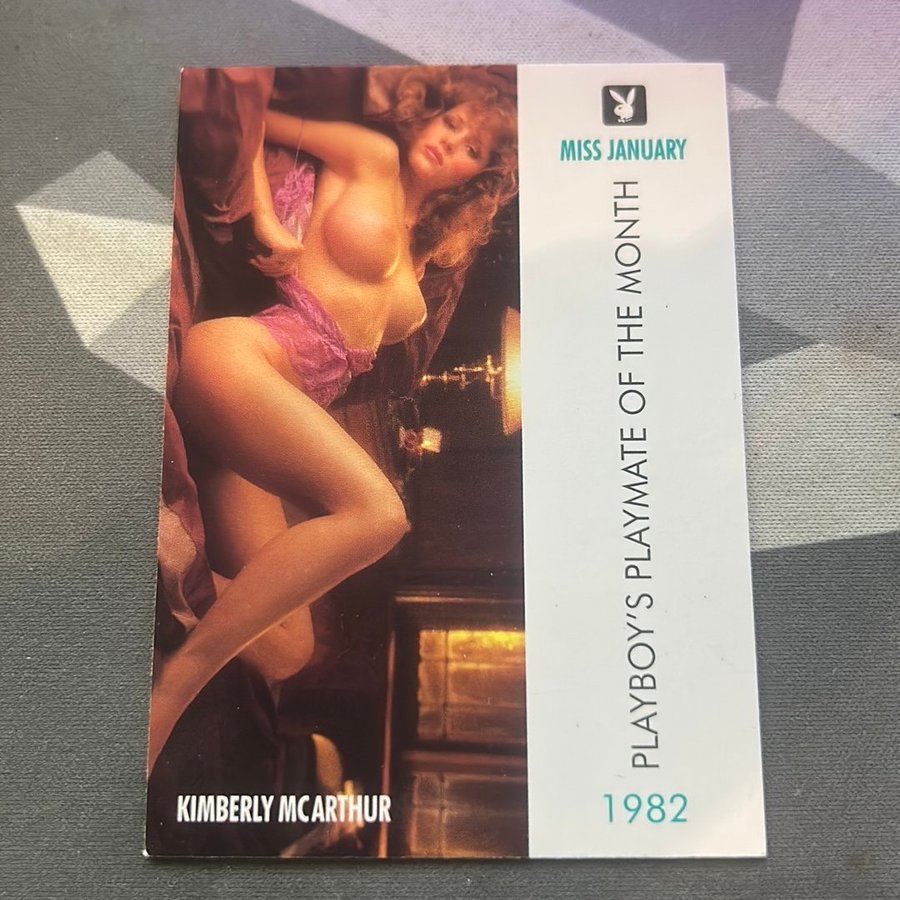 MISS JANUARY
PLAYBOY'S PLAYMATE OF THE MONTH
1982
KIMBERLY MCARTHUR